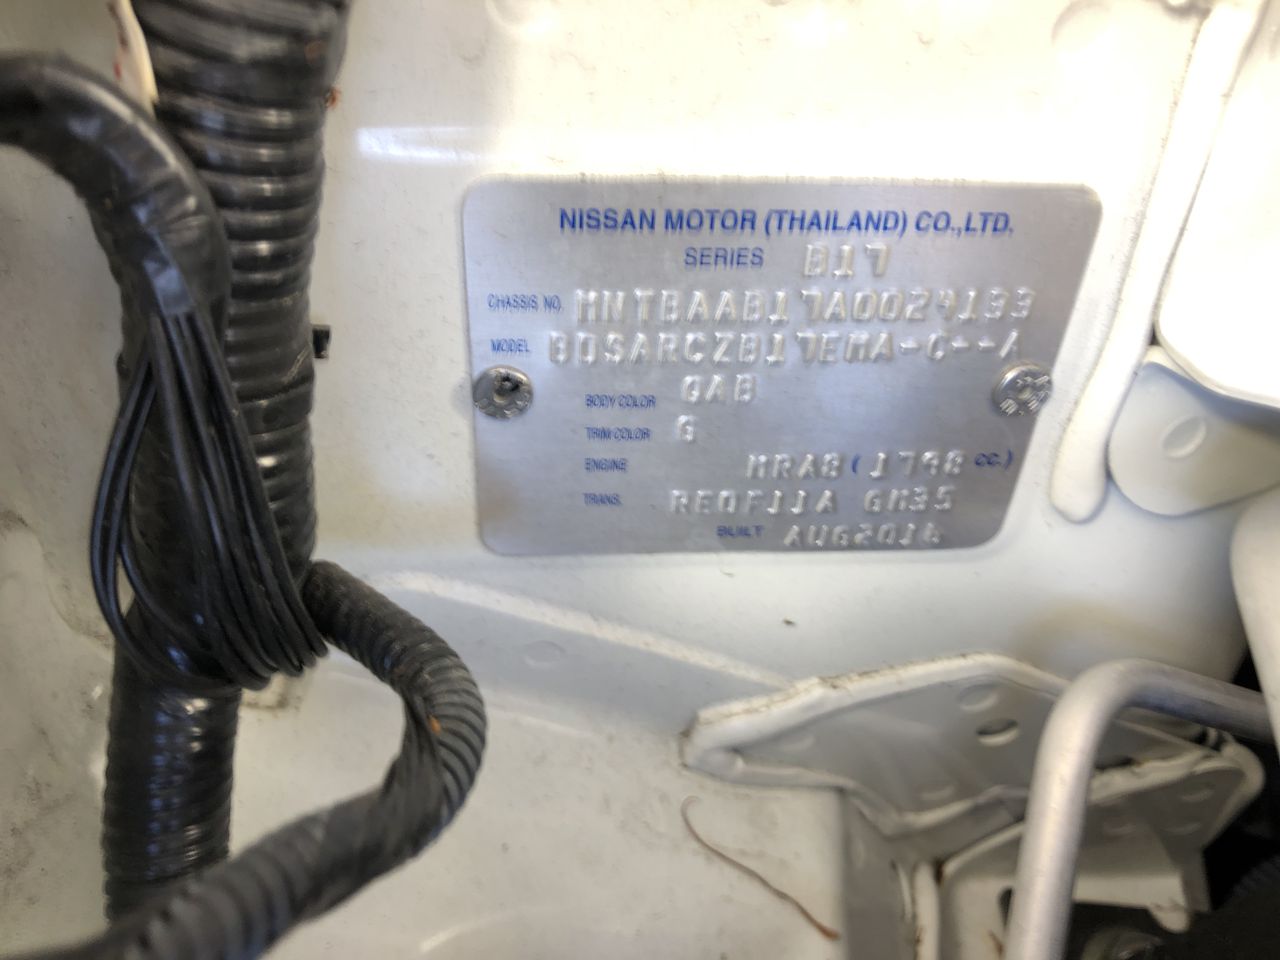 NISSAN MOTOR (THAILAND) CO.,LTD.
SERIES B17
CHASSIS NO. MNTBAAB17A0024193
MODEL BDSARCZB17EMA-C--A
BODY COLOR QAB
TRIM COLOR G
ENGINE MRA8 (1798 CC.)
TRANS. RE0F11A GM35
BUILT AUG2014